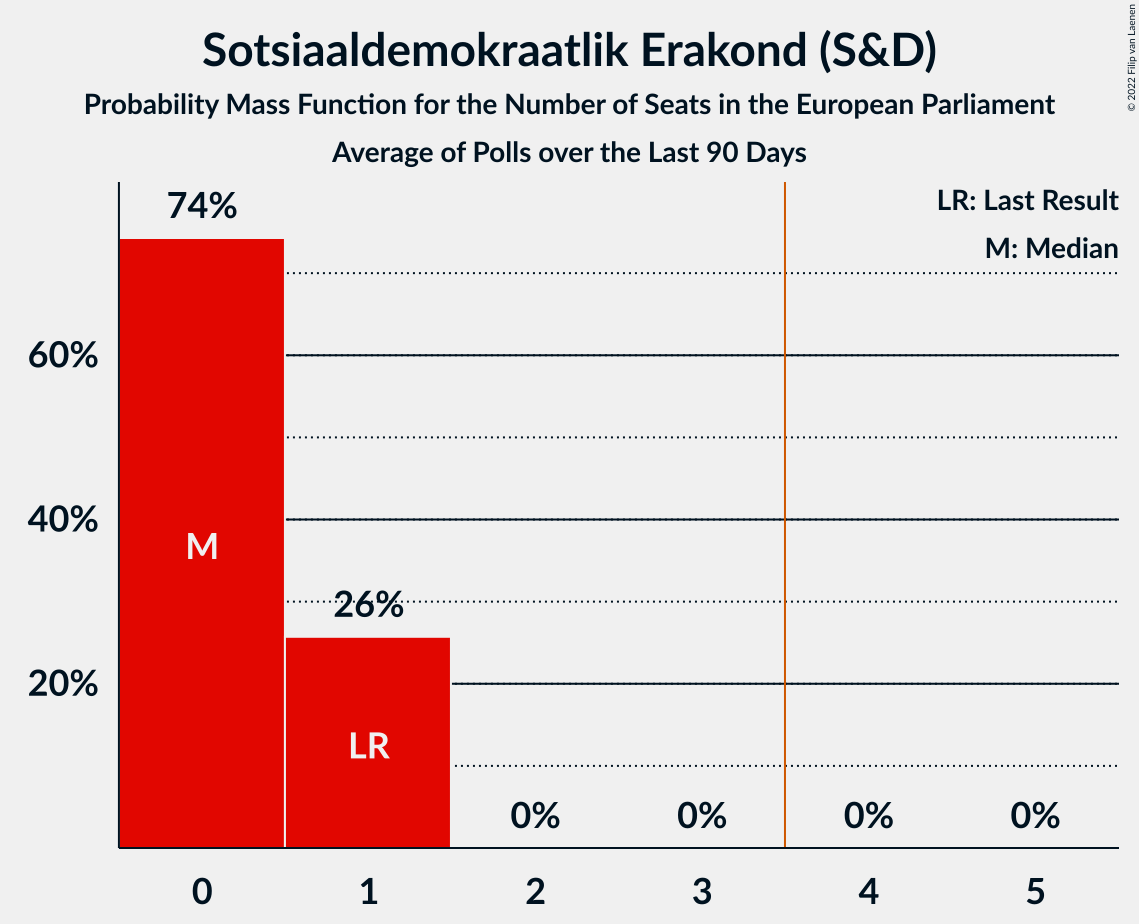 Sotsiaaldemokraatlik Erakond (S&D)
Probability Mass Function for the Number of Seats in the European Parliament
Average of Polls over the Last 90 Days
© 2022 Filip van Laenen
LR: Last Result
M: Median
74%
60%
40%
20%
M
26%
LR
0%
0%
0%
0%
0
1
2
3
4
5